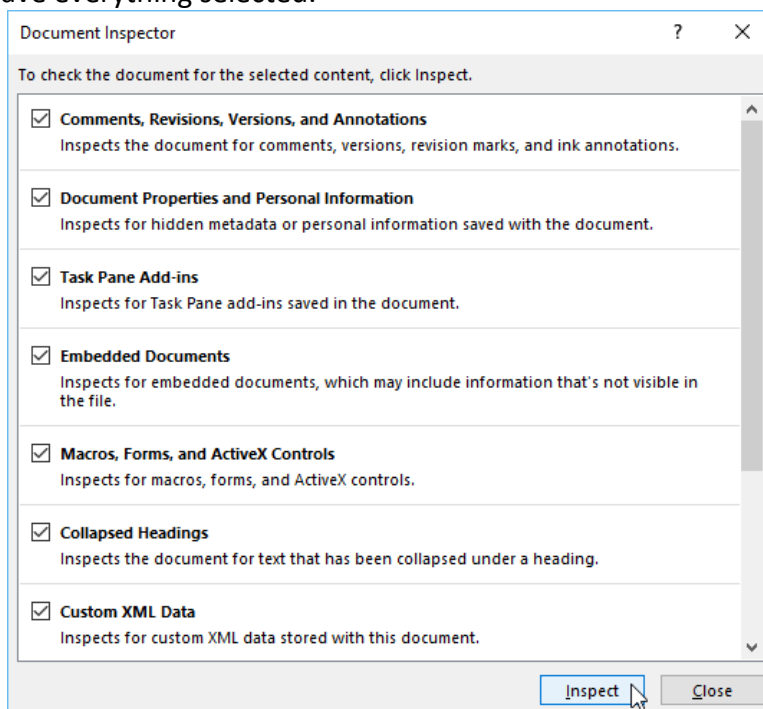 ave everything selected.
Document Inspector ? ×
To check the document for the selected content, click Inspect.
Comments, Revisions, Versions, and Annotations
Inspects the document for comments, versions, revision marks, and ink annotations.
Document Properties and Personal Information
Inspects for hidden metadata or personal information saved with the document.
Task Pane Add-ins
Inspects for Task Pane add-ins saved in the document.
Embedded Documents
Inspects for embedded documents, which may include information that's not visible in
the file.
Macros, Forms, and ActiveX Controls
Inspects for macros, forms, and ActiveX controls.
Collapsed Headings
Inspects the document for text that has been collapsed under a heading.
Custom XML Data
Inspects for custom XML data stored with this document.
Inspect Close